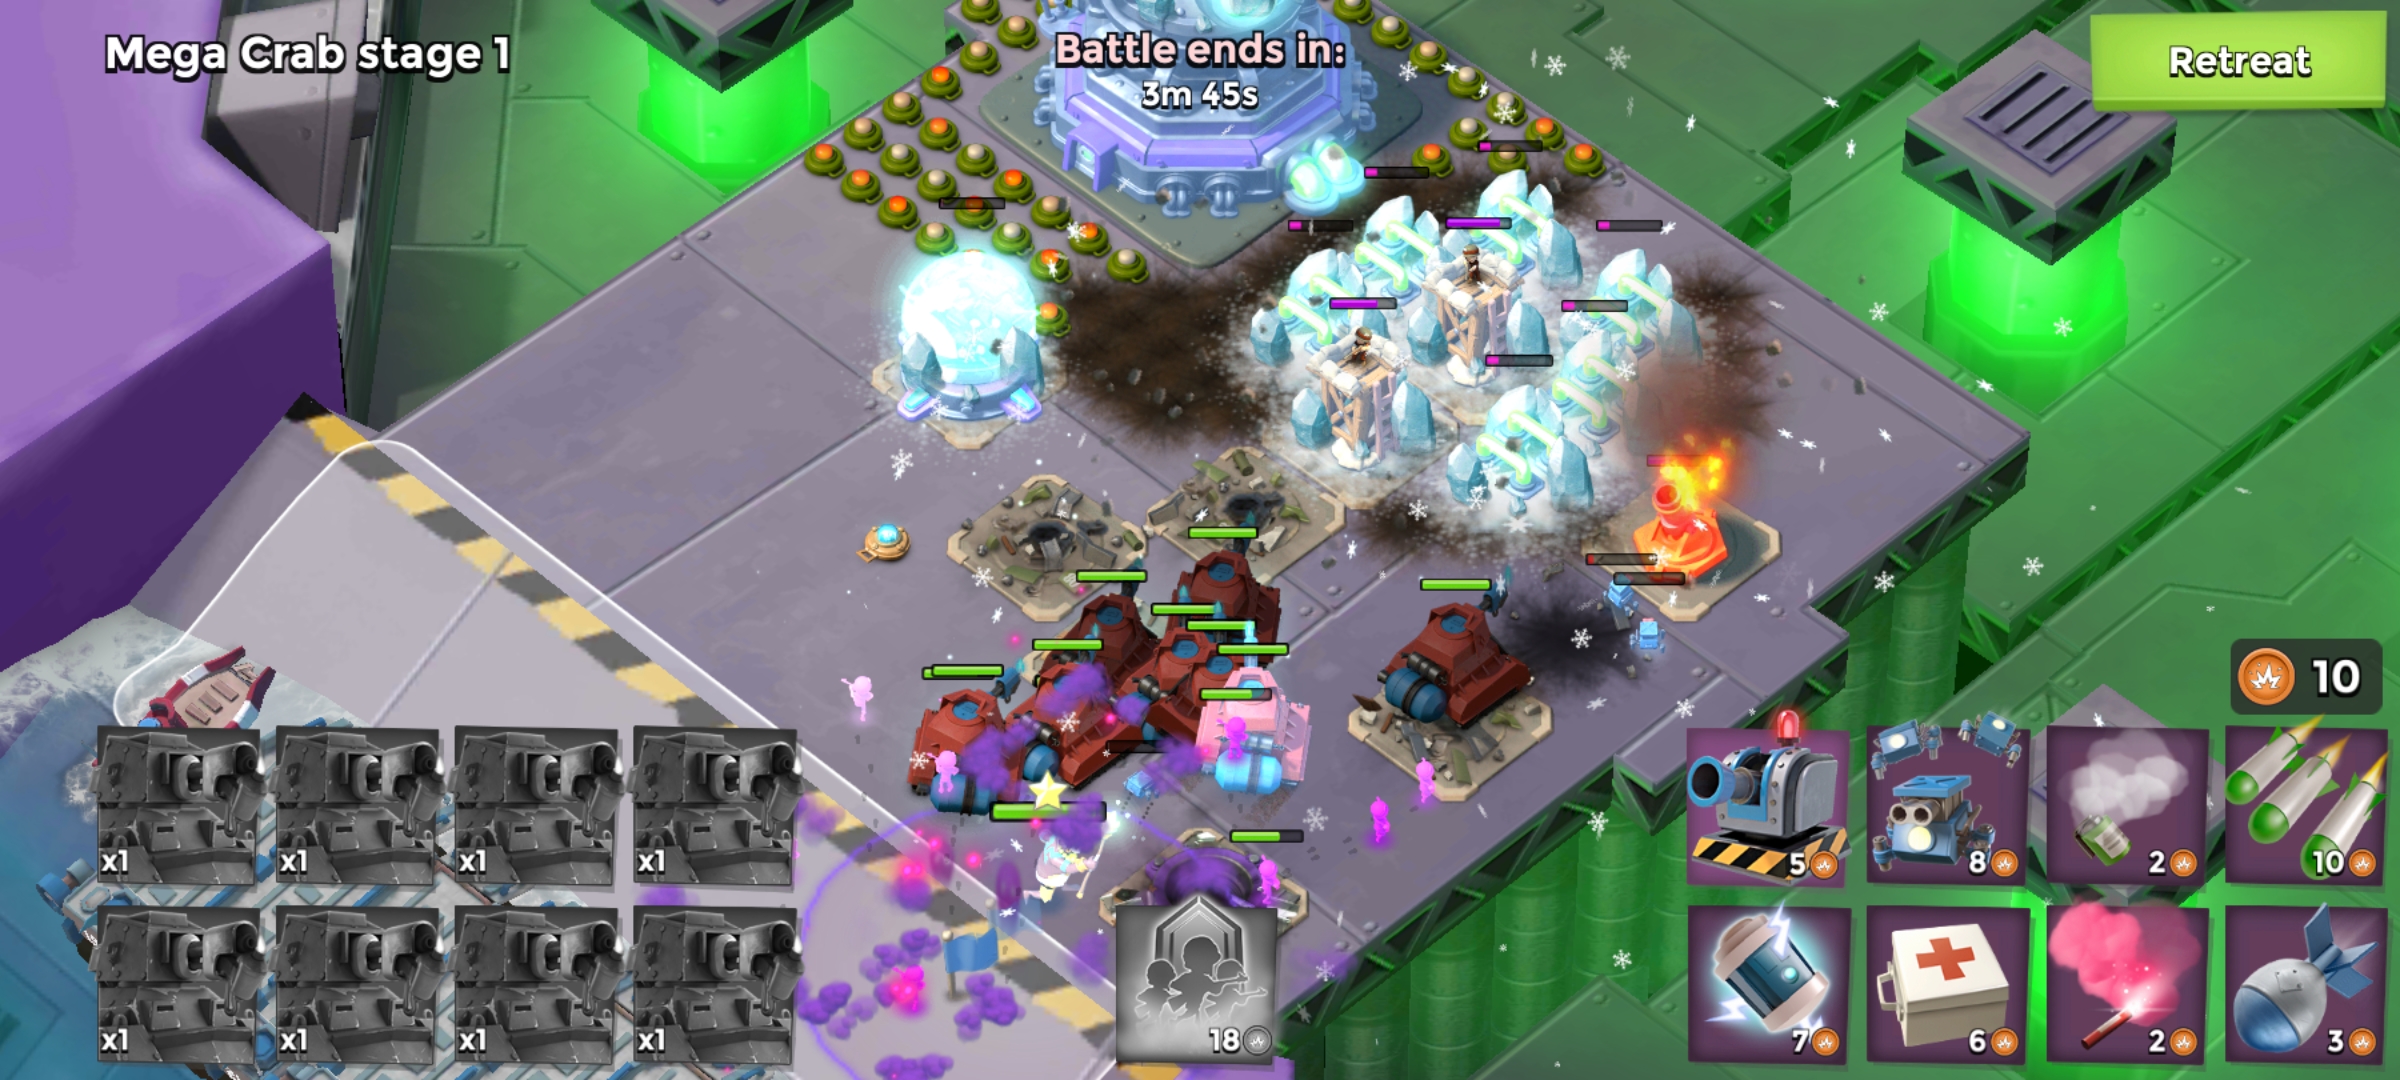 Mega Crab stage 1
Battle ends in:
3m 45s
Retreat
10
x1
x1
x1
x1
5
8
2
10
x1
x1
x1
x1
18
7
6
2
3